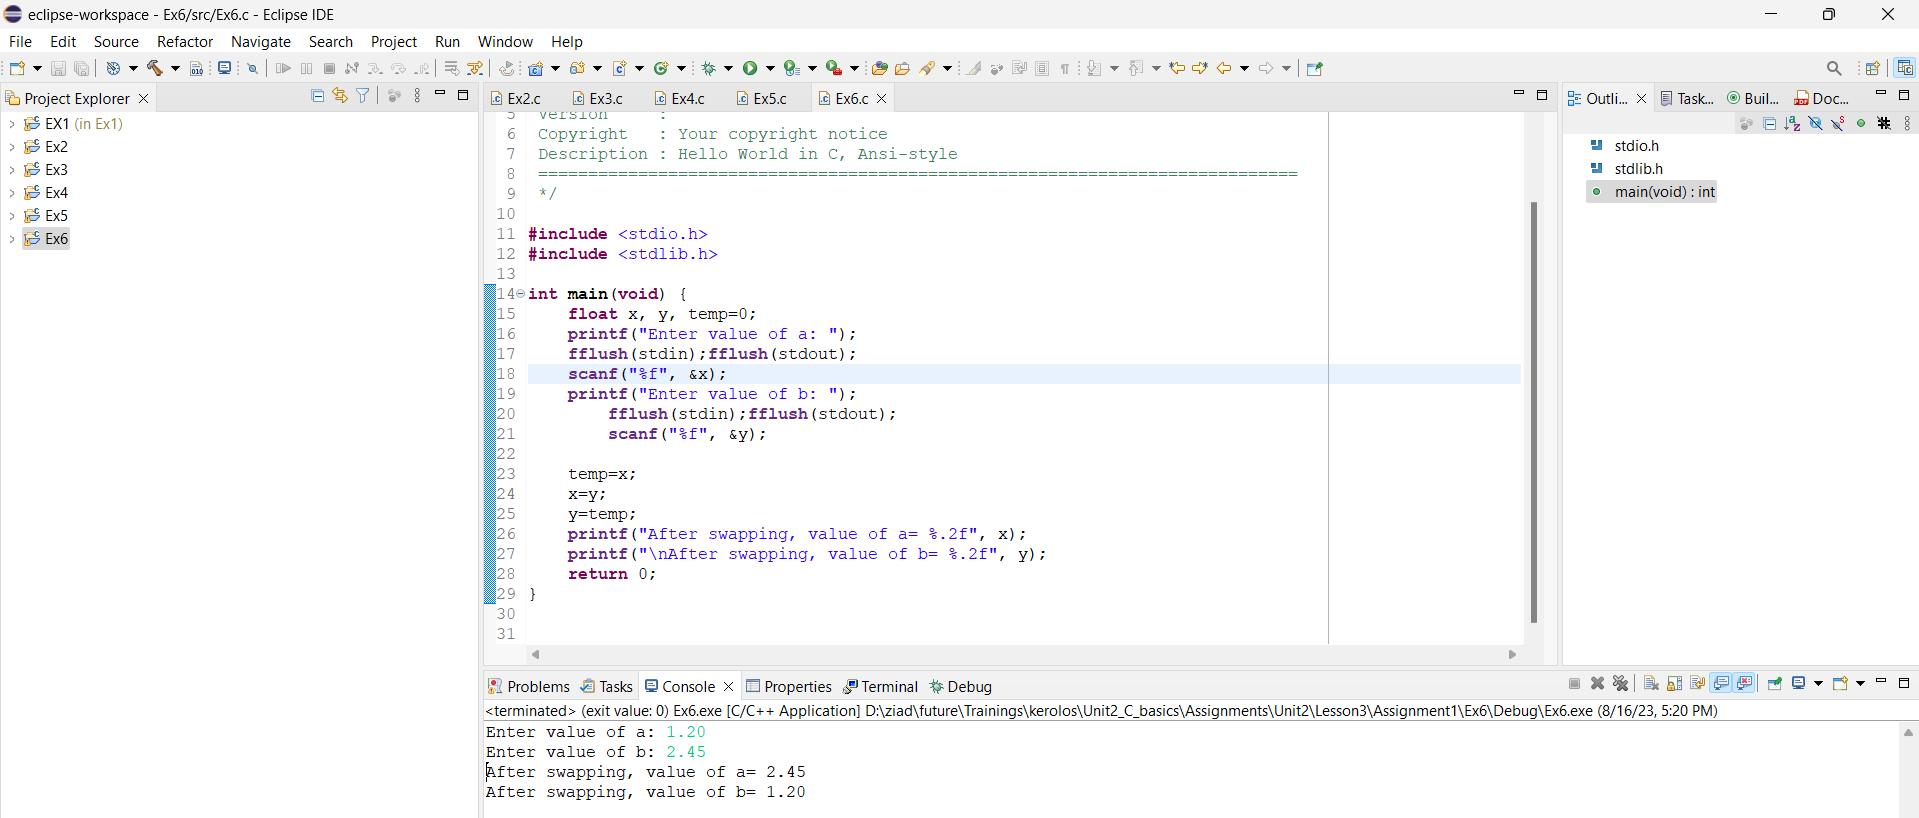 eclipse-workspace - Ex6/src/Ex6.c - Eclipse IDE
File Edit Source Refactor Navigate Search Project Run Window Help
Project Explorer
EX1 (in Ex1)
Ex2
Ex3
Ex4
Ex5
Ex6
Ex2.c Ex3.c Ex4.c Ex5.c Ex6.c
5 Version :
6 Copyright : Your copyright notice
7 Description : Hello World in C, Ansi-style
8 ============================================================================
9 */
10
11 #include <stdio.h>
12 #include <stdlib.h>
13
14 int main(void) {
15 float x, y, temp=0;
16 printf("Enter value of a: ");
17 fflush(stdin);fflush(stdout);
18 scanf("%f", &x);
19 printf("Enter value of b: ");
20 fflush(stdin);fflush(stdout);
21 scanf("%f", &y);
22
23 temp=x;
24 x=y;
25 y=temp;
26 printf("After swapping, value of a= %.2f", x);
27 printf("\nAfter swapping, value of b= %.2f", y);
28 return 0;
29 }
30
31
Outli... Task... Buil... Doc...
stdio.h
stdlib.h
main(void) : int
Problems Tasks Console Properties Terminal Debug
<terminated> (exit value: 0) Ex6.exe [C/C++ Application] D:\ziad\future\Trainings\kerolos\Unit2_C_basics\Assignments\Unit2\Lesson3\Assignment1\Ex6\Debug\Ex6.exe (8/16/23, 5:20 PM)
Enter value of a: 1.20
Enter value of b: 2.45
After swapping, value of a= 2.45
After swapping, value of b= 1.20